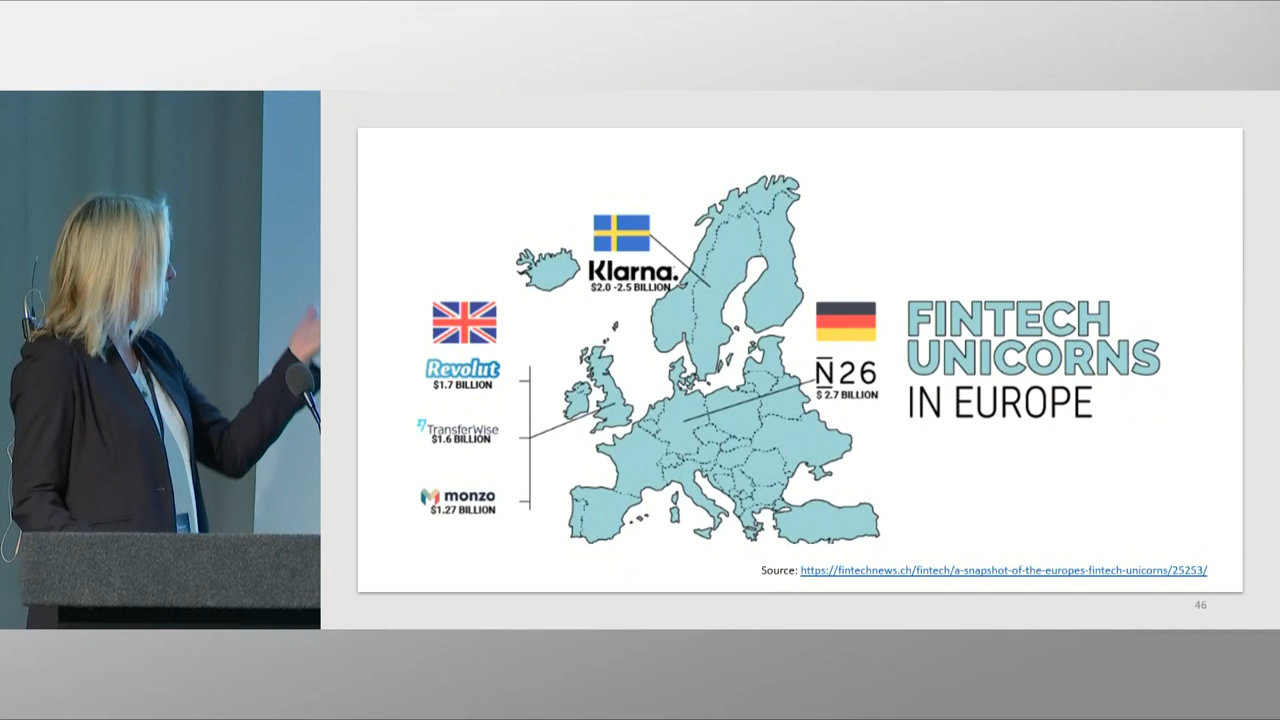 Klarna.
$2.0 -2.5 BILLION
Revolut
$1.7 BILLION
TransferWise
$1.6 BILLION
monzo
$1.27 BILLION
N26
$ 2.7 BILLION
FINTECH
UNICORNS
IN EUROPE
Source: https://fintechnews.ch/fintech/a-snapshot-of-the-europes-fintech-unicorns/25253/
46